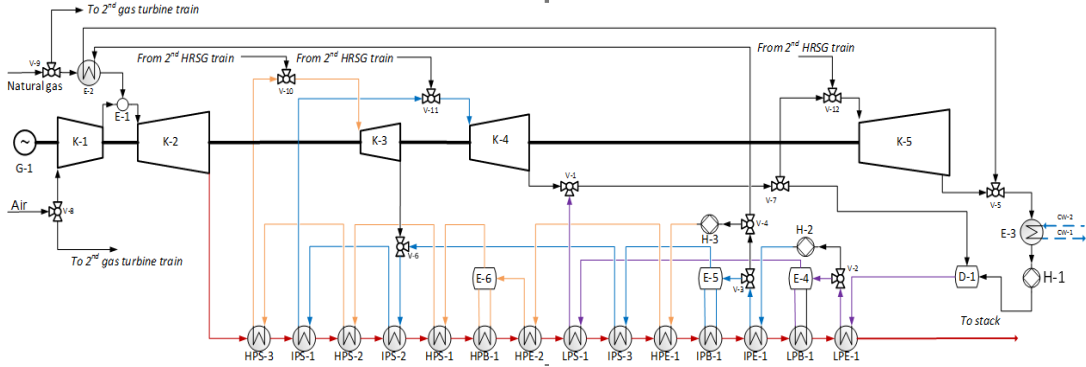 To 2nd gas turbine train
V-9
Natural gas
E-2
From 2nd HRSG train
From 2nd HRSG train
From 2nd HRSG train
V-10
V-11
V-12
E-1
G-1
K-1
K-2
K-3
K-4
K-5
Air
V-8
To 2nd gas turbine train
V-1
V-7
V-5
CW-2
CW-1
E-3
V-4
H-3
H-2
V-6
E-6
E-5
V-3
E-4
V-2
D-1
H-1
To stack
HPS-3
IPS-1
HPS-2
IPS-2
HPS-1
HPB-1
HPE-2
LPS-1
IPS-3
HPE-1
IPB-1
IPE-1
LPB-1
LPE-1